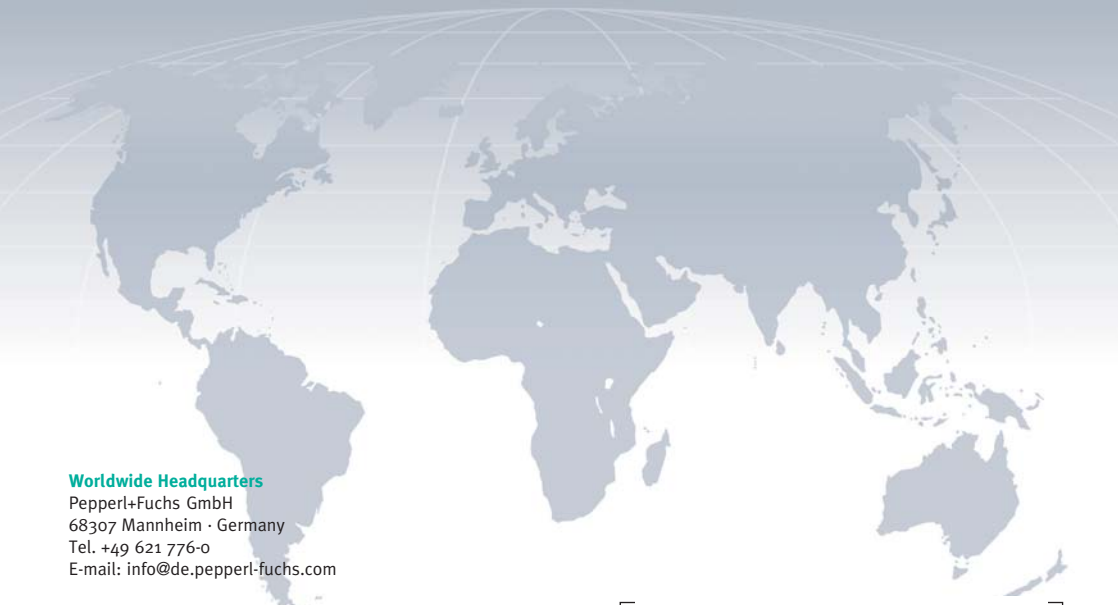 Worldwide Headquarters
Pepperl+Fuchs GmbH
68307 Mannheim · Germany
Tel. +49 621 776-0
E-mail: info@de.pepperl-fuchs.com